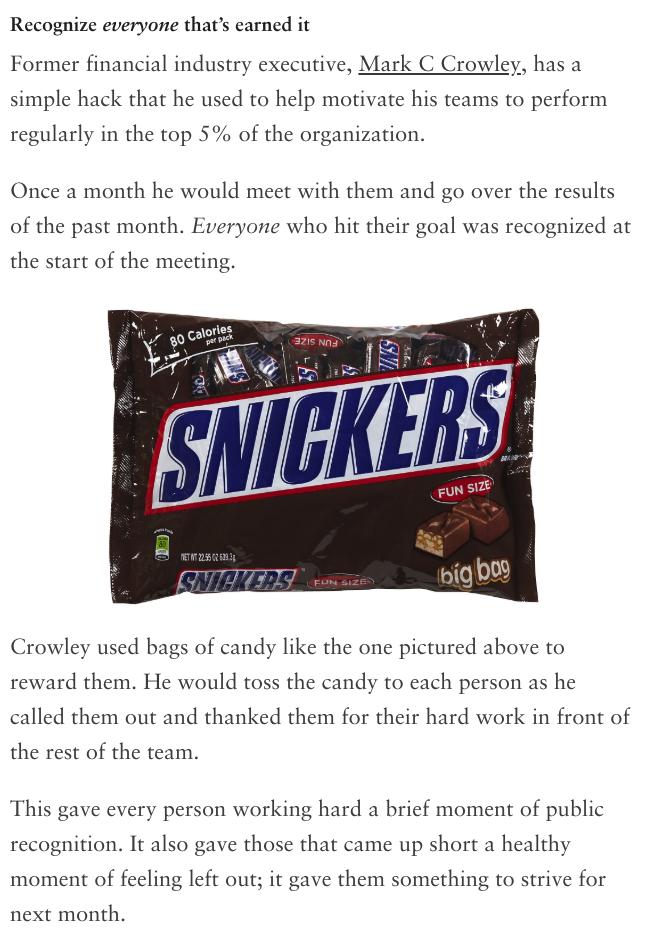 Recognize everyone that's earned it
Former financial industry executive, Mark C Crowley, has a
simple hack that he used to help motivate his teams to perform
regularly in the top 5% of the organization.
Once a month he would meet with them and go over the results
of the past month. Everyone who hit their goal was recognized at
the start of the meeting.
80 Calories
per pack
FUN SIZE
SNICKERS
FUN SIZE
NET WT 22.55 OZ 639.3g
SNICKERS
FUN SIZE
big bag
Crowley used bags of candy like the one pictured above to
reward them. He would toss the candy to each person as he
called them out and thanked them for their hard work in front of
the rest of the team.
This gave every person working hard a brief moment of public
recognition. It also gave those that came up short a healthy
moment of feeling left out; it gave them something to strive for
next month.